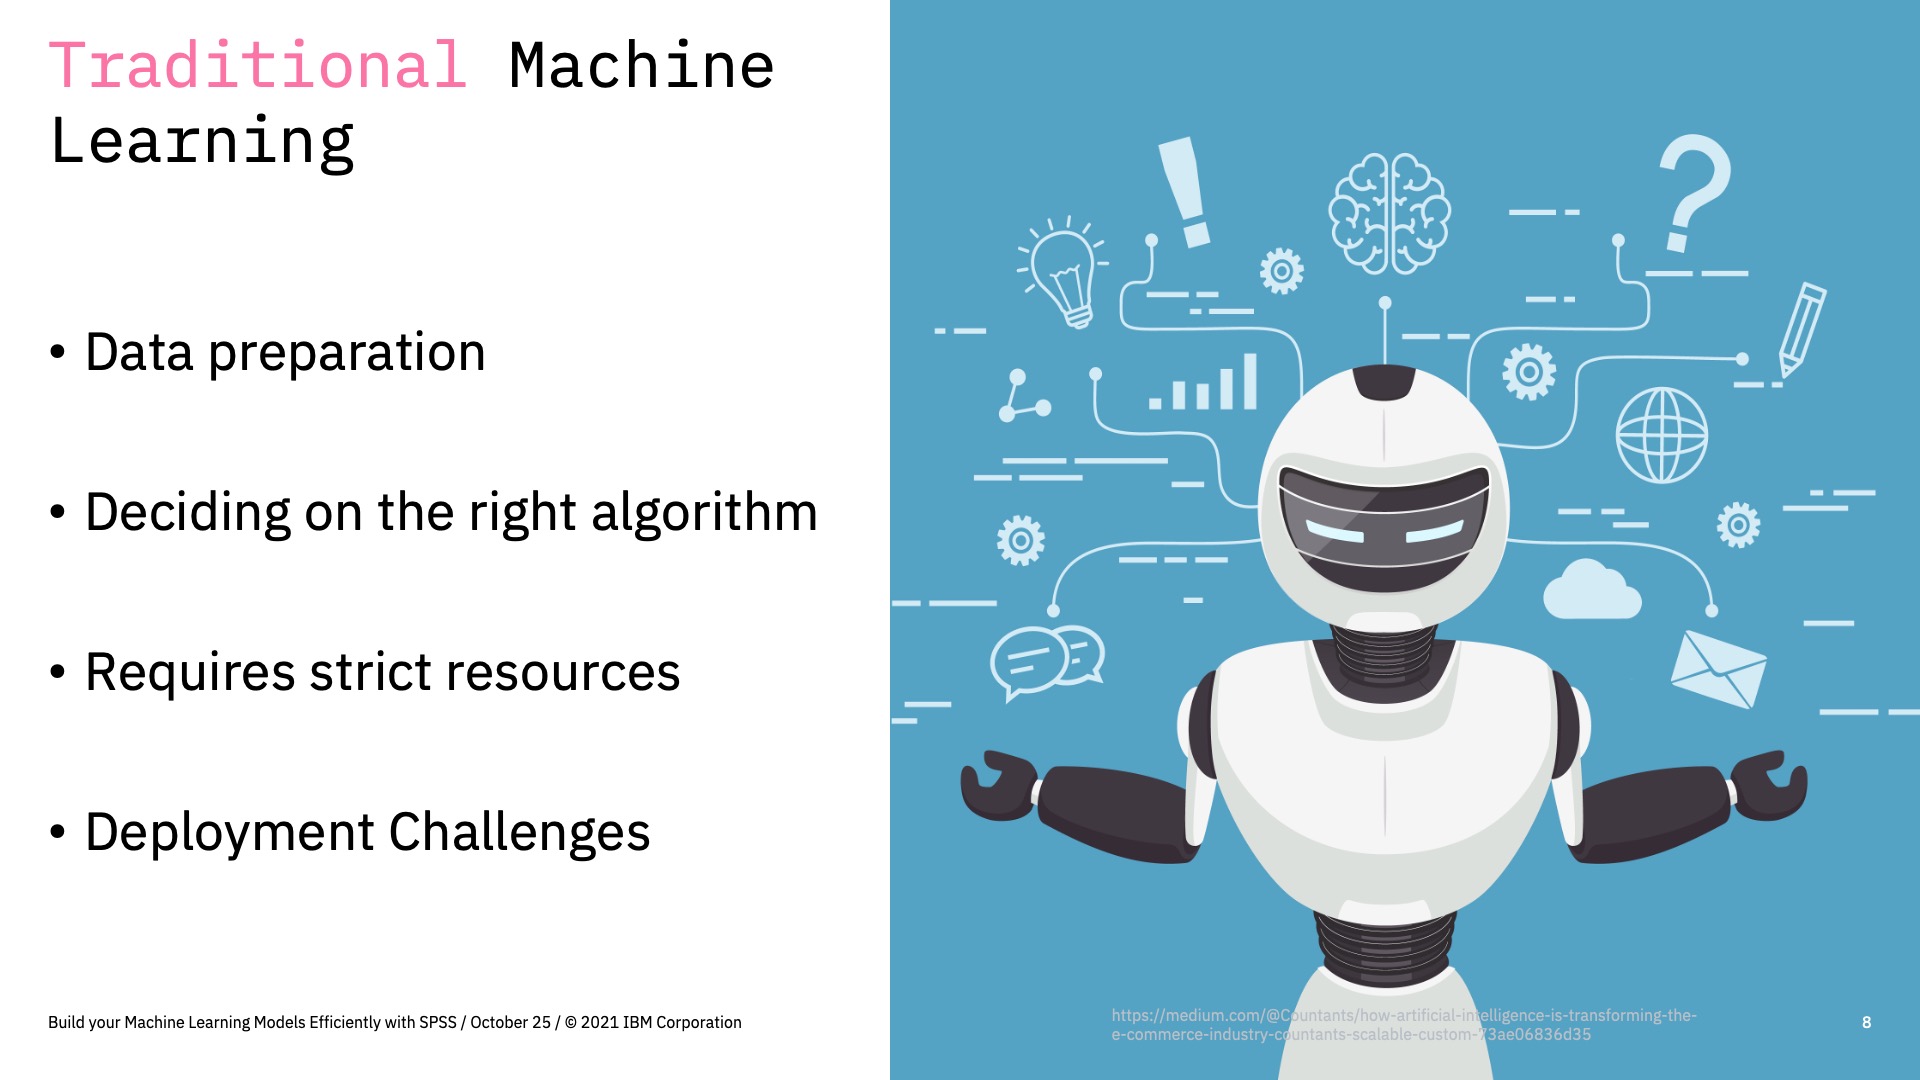 Traditional Machine
Learning
• Data preparation
• Deciding on the right algorithm
• Requires strict resources
• Deployment Challenges
Build your Machine Learning Models Efficiently with SPSS / October 25 / © 2021 IBM Corporation
https://medium.com/@Countants/how-artificial-intelligence-is-transforming-the-
e-commerce-industry-countants-scalable-custom-73ae06836d35
8